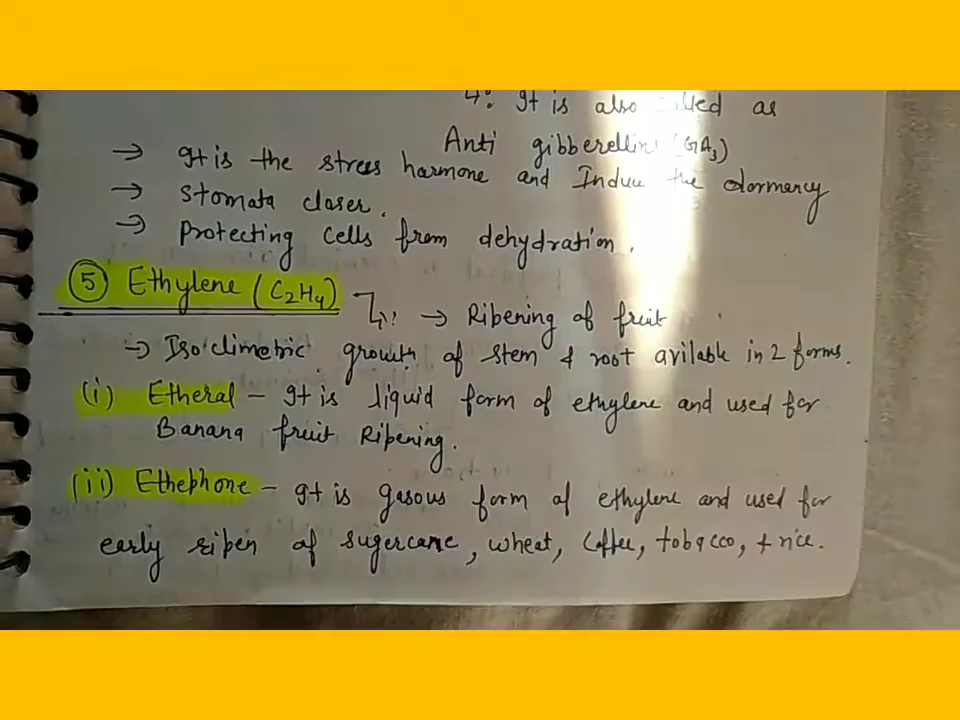 4. It is also called as
Anti gibberellin (GA3)
→ It is the stress harmone and Induce the dormancy
→ Stomata closer.
→ Protecting cells from dehydration.
(5) Ethylene (C2H4)
→ Ripening of fruit
→ Iso climetric growth of stem & root avilable in 2 forms.
(i) Etheral - It is liquid form of ethylene and used for
Banana fruit Ripening.
(ii) Ethephone - It is gasous form of ethylene and used for
early ripen of sugercane, wheat, Coffee, tobacco, & rice.